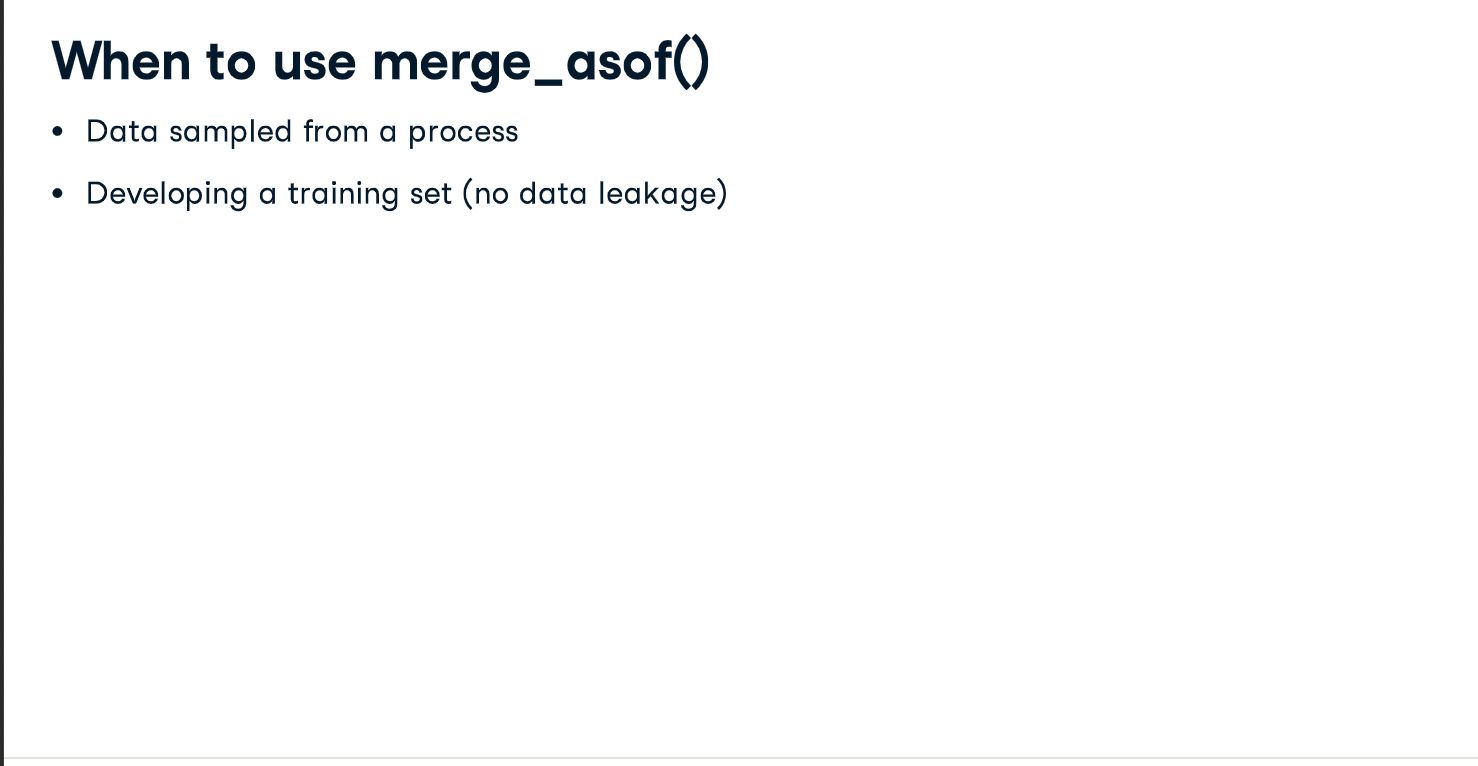 When to use merge_asof()
• Data sampled from a process
• Developing a training set (no data leakage)